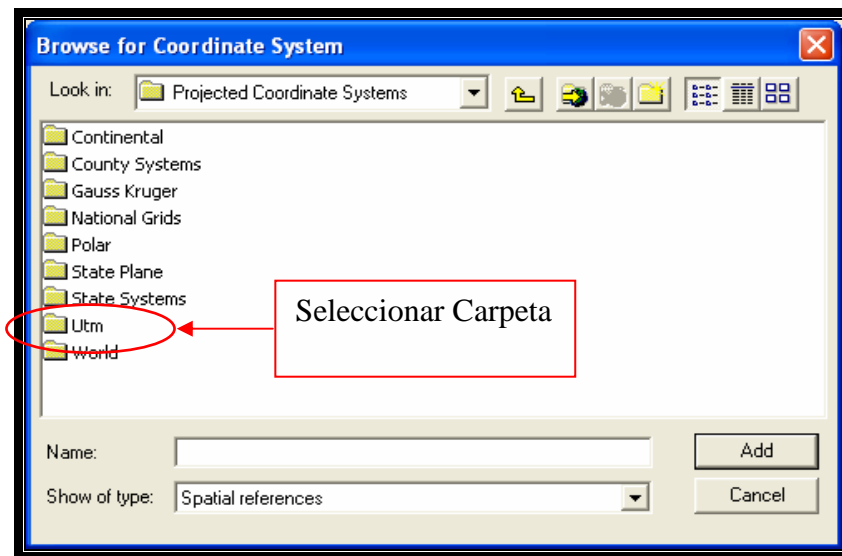 Browse for Coordinate System
Look in: Projected Coordinate Systems
Continental
County Systems
Gauss Kruger
National Grids
Polar
State Plane
State Systems
Utm
World
Seleccionar Carpeta
Name: Add
Show of type: Spatial references Cancel